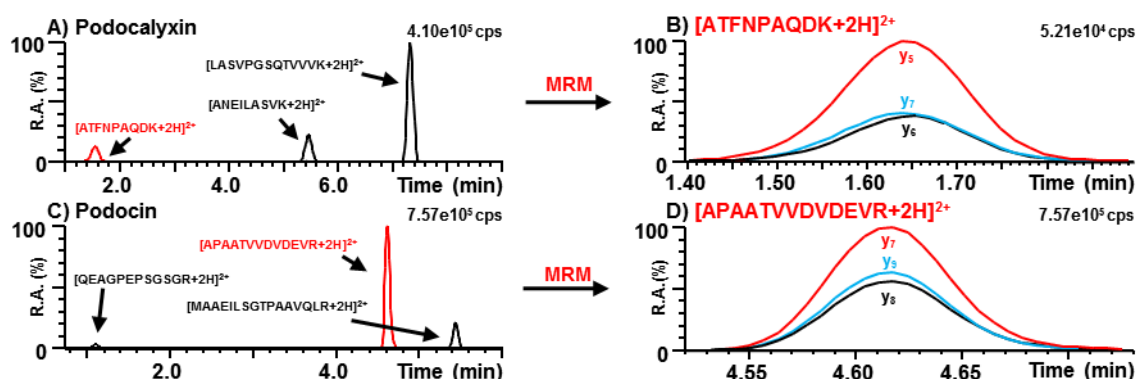 A) Podocalyxin
4.10e⁵ cps
100
R.A. (%)
0
[LASVPGSQTVVVK+2H]²⁺
[ANEILASVK+2H]²⁺
[ATFNPAQDK+2H]²⁺
2.0 4.0 6.0 Time (min)
MRM
B) [ATFNPAQDK+2H]²⁺
5.21e⁴ cps
100
R.A. (%)
0
y₅
y₇
y₆
1.40 1.50 1.60 1.70 Time (min)
C) Podocin
7.57e⁵ cps
100
R.A. (%)
0
[APAATVVDVDEVR+2H]²⁺
[QEAGPEPSGSGR+2H]²⁺
[MAAEILSGTPAAVQLR+2H]²⁺
2.0 4.0 Time (min)
MRM
D) [APAATVVDVDEVR+2H]²⁺
7.57e⁵ cps
100
R.A. (%)
0
y₇
y₉
y₈
4.55 4.60 4.65 Time (min)